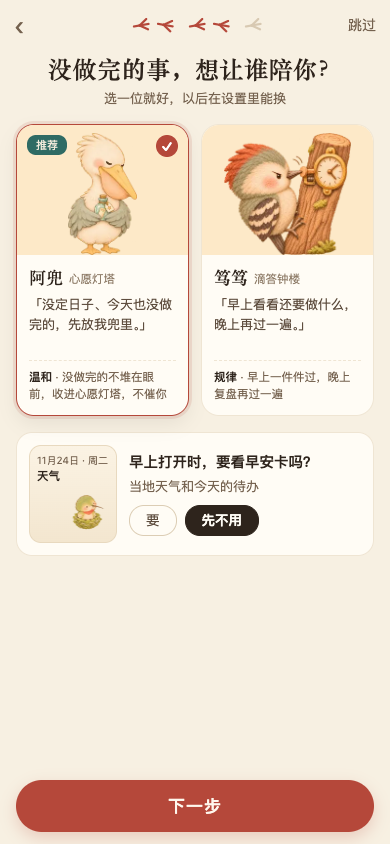 跳过
没做完的事，想让谁陪你?
选一位就好，以后在设置里能换
推荐
阿兜 心愿灯塔
「没定日子、今天也没做
完的，先放我兜里。」
温和 · 没做完的不堆在眼
前，收进心愿灯塔，不催你
笃笃 滴答钟楼
「早上看看还要做什么，
晚上再过一遍。」
规律 · 早上一件件过，晚上
复盘再过一遍
11月24日 · 周二
天气
早上打开时，要看早安卡吗?
当地天气和今天的待办
要
先不用
下一步